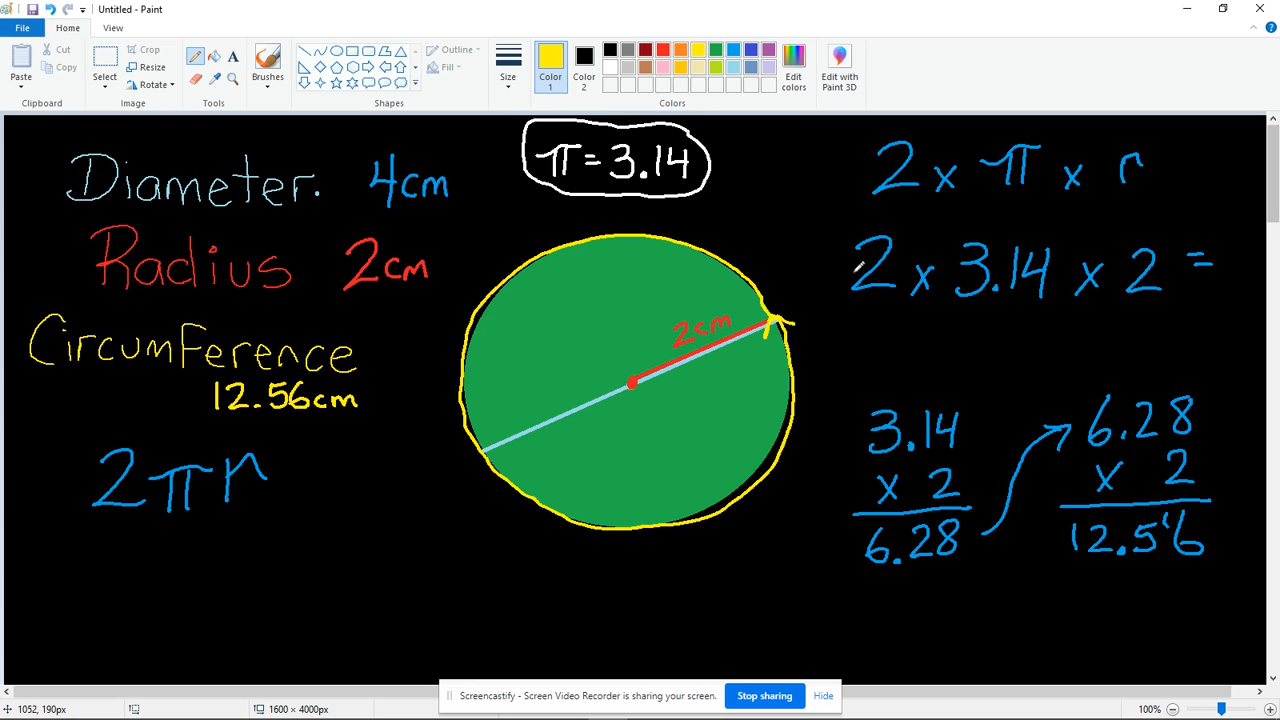 Untitled - Paint
File Home View
Paste
Cut
Copy
Clipboard
Select
Crop
Resize
Rotate
Image
A
Tools
Brushes
Outline
Fill
Shapes
Size
Color 1
Color 2
Edit colors
Colors
Edit with Paint 3D
Diameter. 4cm
Radius 2cm
Circumference
12.56cm
2πr
π=3.14
2cm
2 x π x r
2 x 3.14 x 2 =
3.14
x 2
6.28
6.28
x 2
12.56
Screencastify - Screen Video Recorder is sharing your screen. Stop sharing Hide
1052, 190px
1600 × 4000px
100%